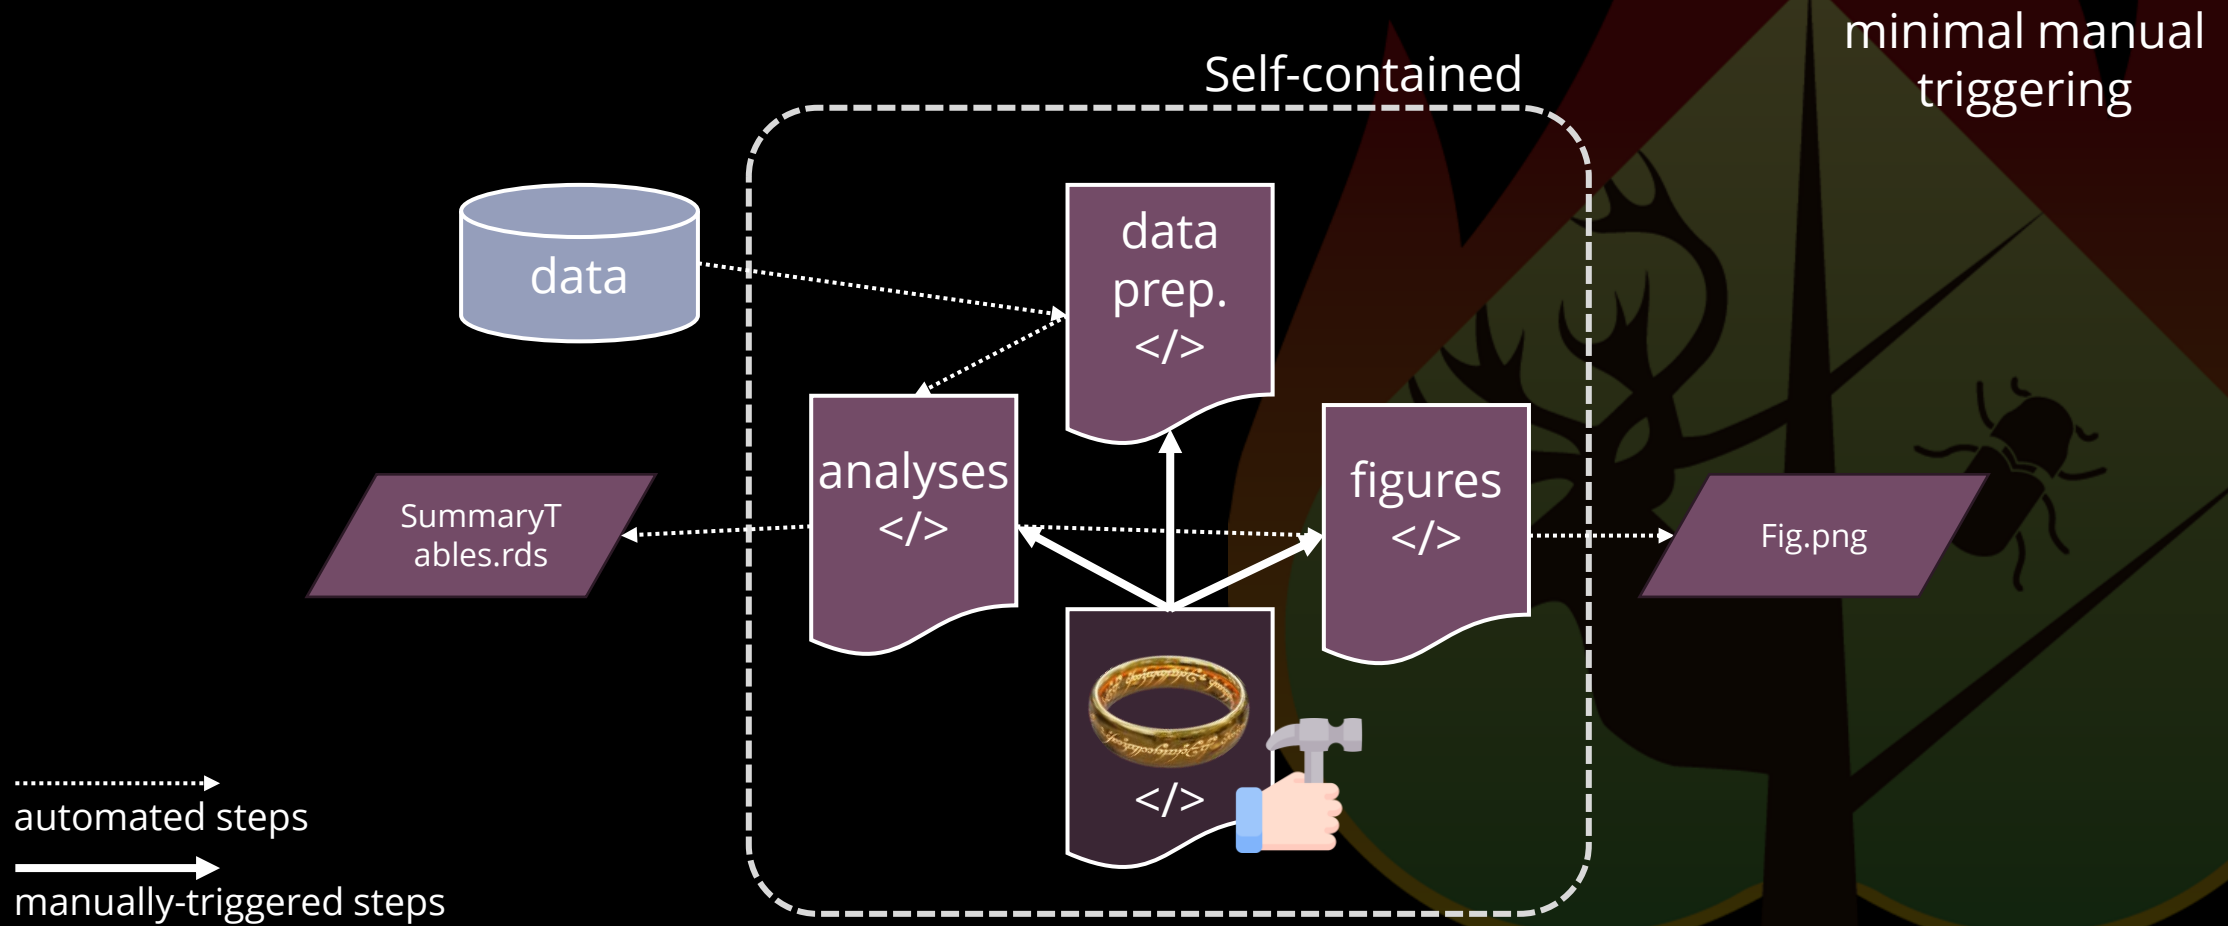 minimal manual
triggering
Self-contained
data
data
prep.
</>
analyses
</>
figures
</>
SummaryT
ables.rds
Fig.png
</>
automated steps
manually-triggered steps